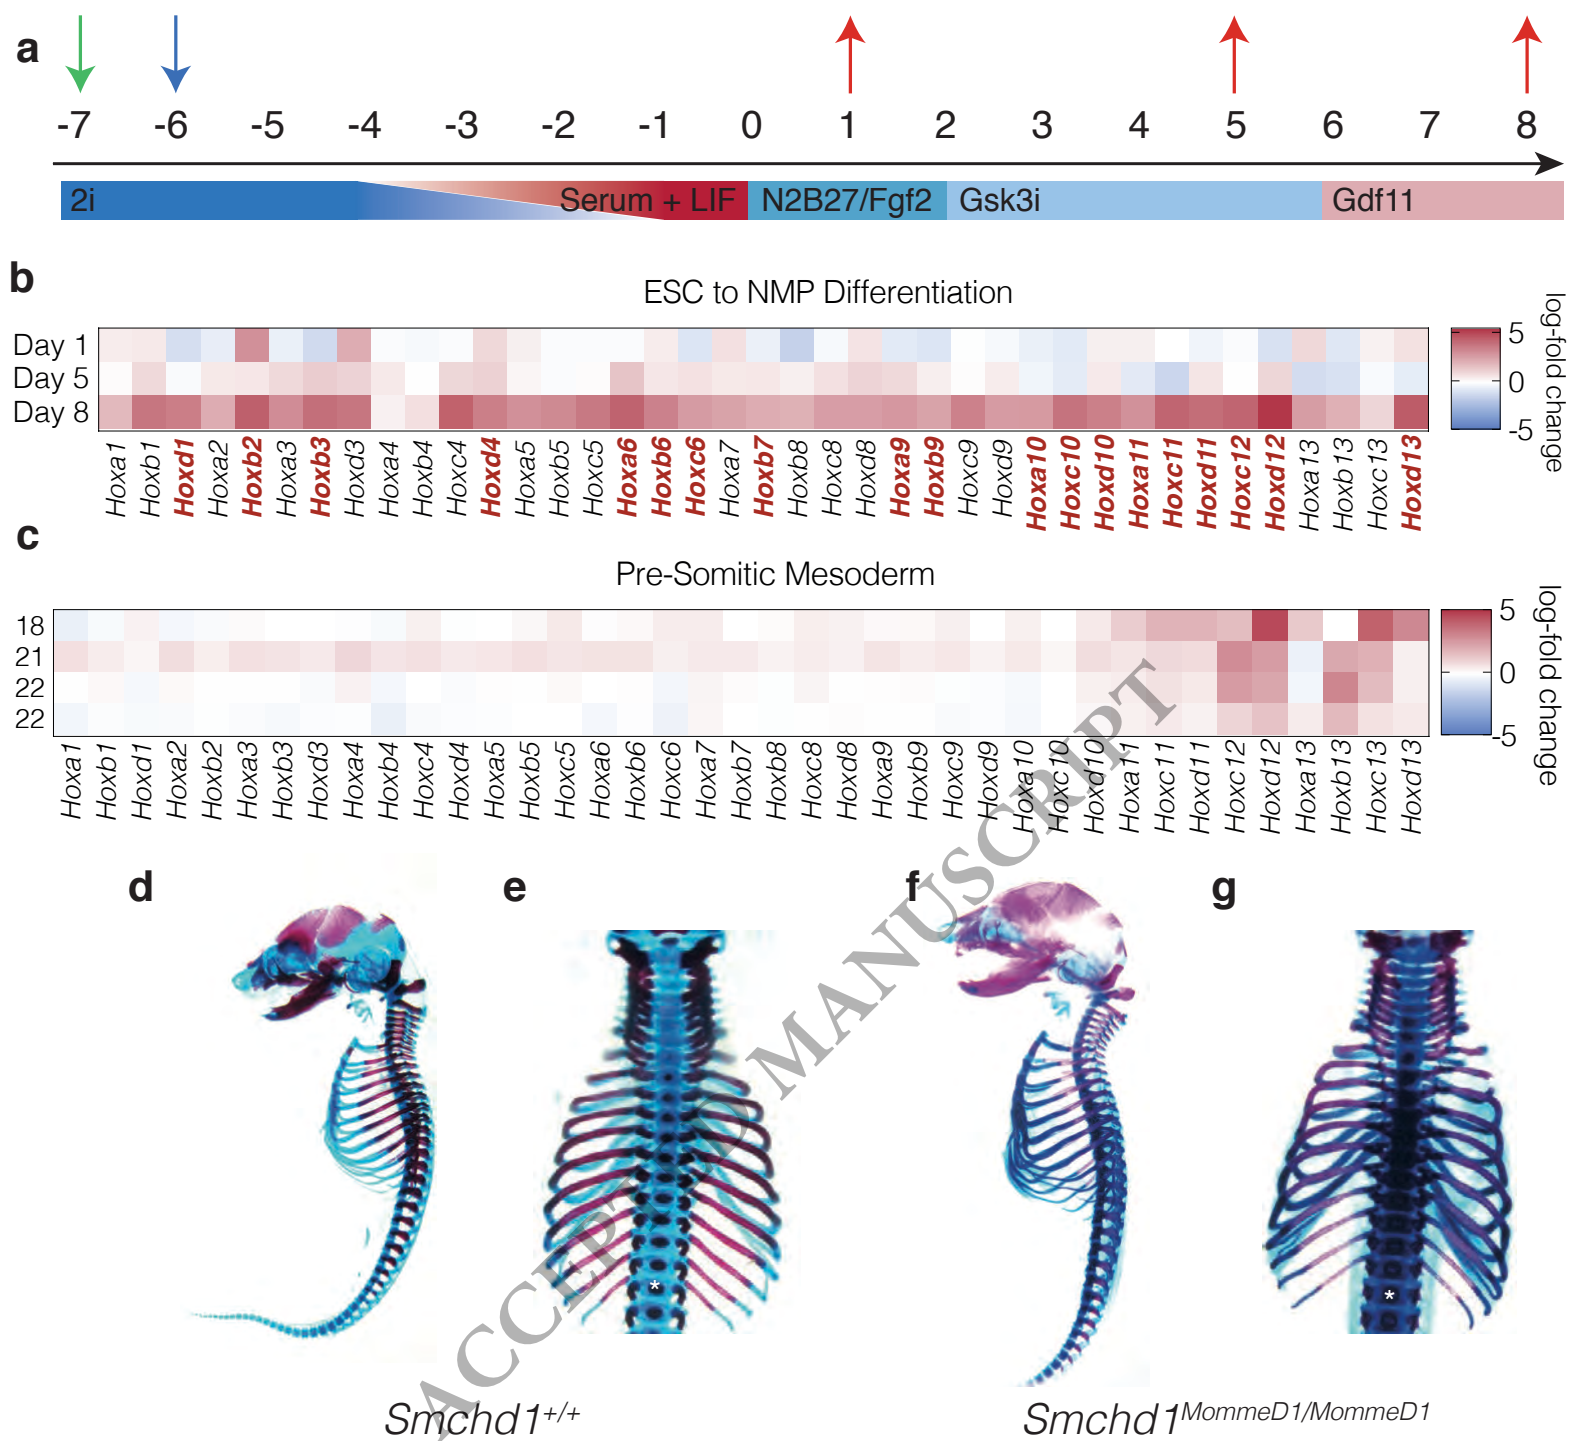 a
-7 -6 -5 -4 -3 -2 -1 0 1 2 3 4 5 6 7 8
2i Serum + LIF N2B27/Fgf2 Gsk3i Gdf11
b
ESC to NMP Differentiation
Day 1
Day 5
Day 8
Hoxa1 Hoxb1 Hoxd1 Hoxa2 Hoxb2 Hoxa3 Hoxb3 Hoxd3 Hoxa4 Hoxb4 Hoxc4 Hoxd4 Hoxa5 Hoxb5 Hoxc5 Hoxa6 Hoxb6 Hoxc6 Hoxa7 Hoxb7 Hoxb8 Hoxc8 Hoxd8 Hoxa9 Hoxb9 Hoxc9 Hoxd9 Hoxa10 Hoxc10 Hoxd10 Hoxa11 Hoxc11 Hoxd11 Hoxc12 Hoxd12 Hoxa13 Hoxb13 Hoxc13 Hoxd13
5
0
-5
log-fold change
c
Pre-Somitic Mesoderm
18
21
22
22
Hoxa1 Hoxb1 Hoxd1 Hoxa2 Hoxb2 Hoxa3 Hoxb3 Hoxd3 Hoxa4 Hoxb4 Hoxc4 Hoxd4 Hoxa5 Hoxb5 Hoxc5 Hoxa6 Hoxb6 Hoxc6 Hoxa7 Hoxb7 Hoxb8 Hoxc8 Hoxd8 Hoxa9 Hoxb9 Hoxc9 Hoxd9 Hoxa10 Hoxc10 Hoxd10 Hoxa11 Hoxc11 Hoxd11 Hoxc12 Hoxd12 Hoxa13 Hoxb13 Hoxc13 Hoxd13
5
0
-5
log-fold change
d e f g
*
*
ACCEPTED MANUSCRIPT
Smchd1+/+
Smchd1MommeD1/MommeD1